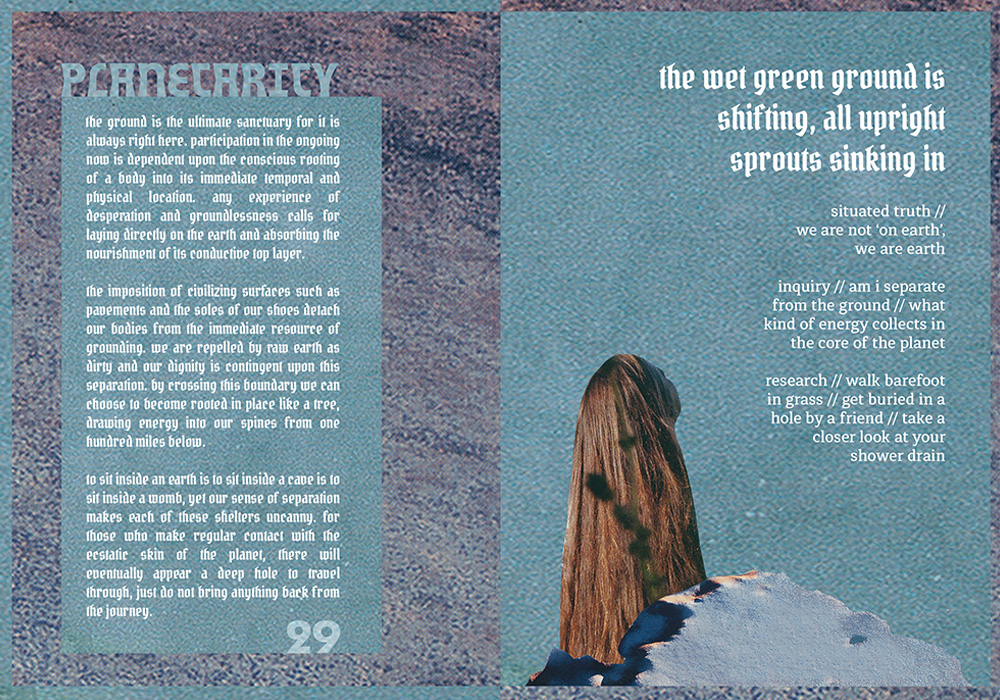 PLANETARITY
the ground is the ultimate sanctuary for it is
always right here. participation in the ongoing
now is dependent upon the conscious rooting
of a body into its immediate temporal and
physical location. any experience of
desperation and groundlessness calls for
laying directly on the earth and absorbing the
nourishment of its conductive top layer.
the imposition of civilizing surfaces such as
pavements and the soles of our shoes detach
our bodies from the immediate resource of
grounding. we are repelled by raw earth as
dirty and our dignity is contingent upon this
separation. by crossing this boundary we can
choose to become rooted in place like a tree,
drawing energy into our spines from one
hundred miles below.
to sit inside an earth is to sit inside a cave is to
sit inside a womb, yet our sense of separation
makes each of these shelters uncanny. for
those who make regular contact with the
ecstatic skin of the planet, there will
eventually appear a deep hole to travel
through, just do not bring anything back from
the journey.
29
the wet green ground is
shifting, all upright
sprouts sinking in
situated truth //
we are not ‘on earth’,
we are earth
inquiry // am i separate
from the ground // what
kind of energy collects in
the core of the planet
research // walk barefoot
in grass // get buried in a
hole by a friend // take a
closer look at your
shower drain